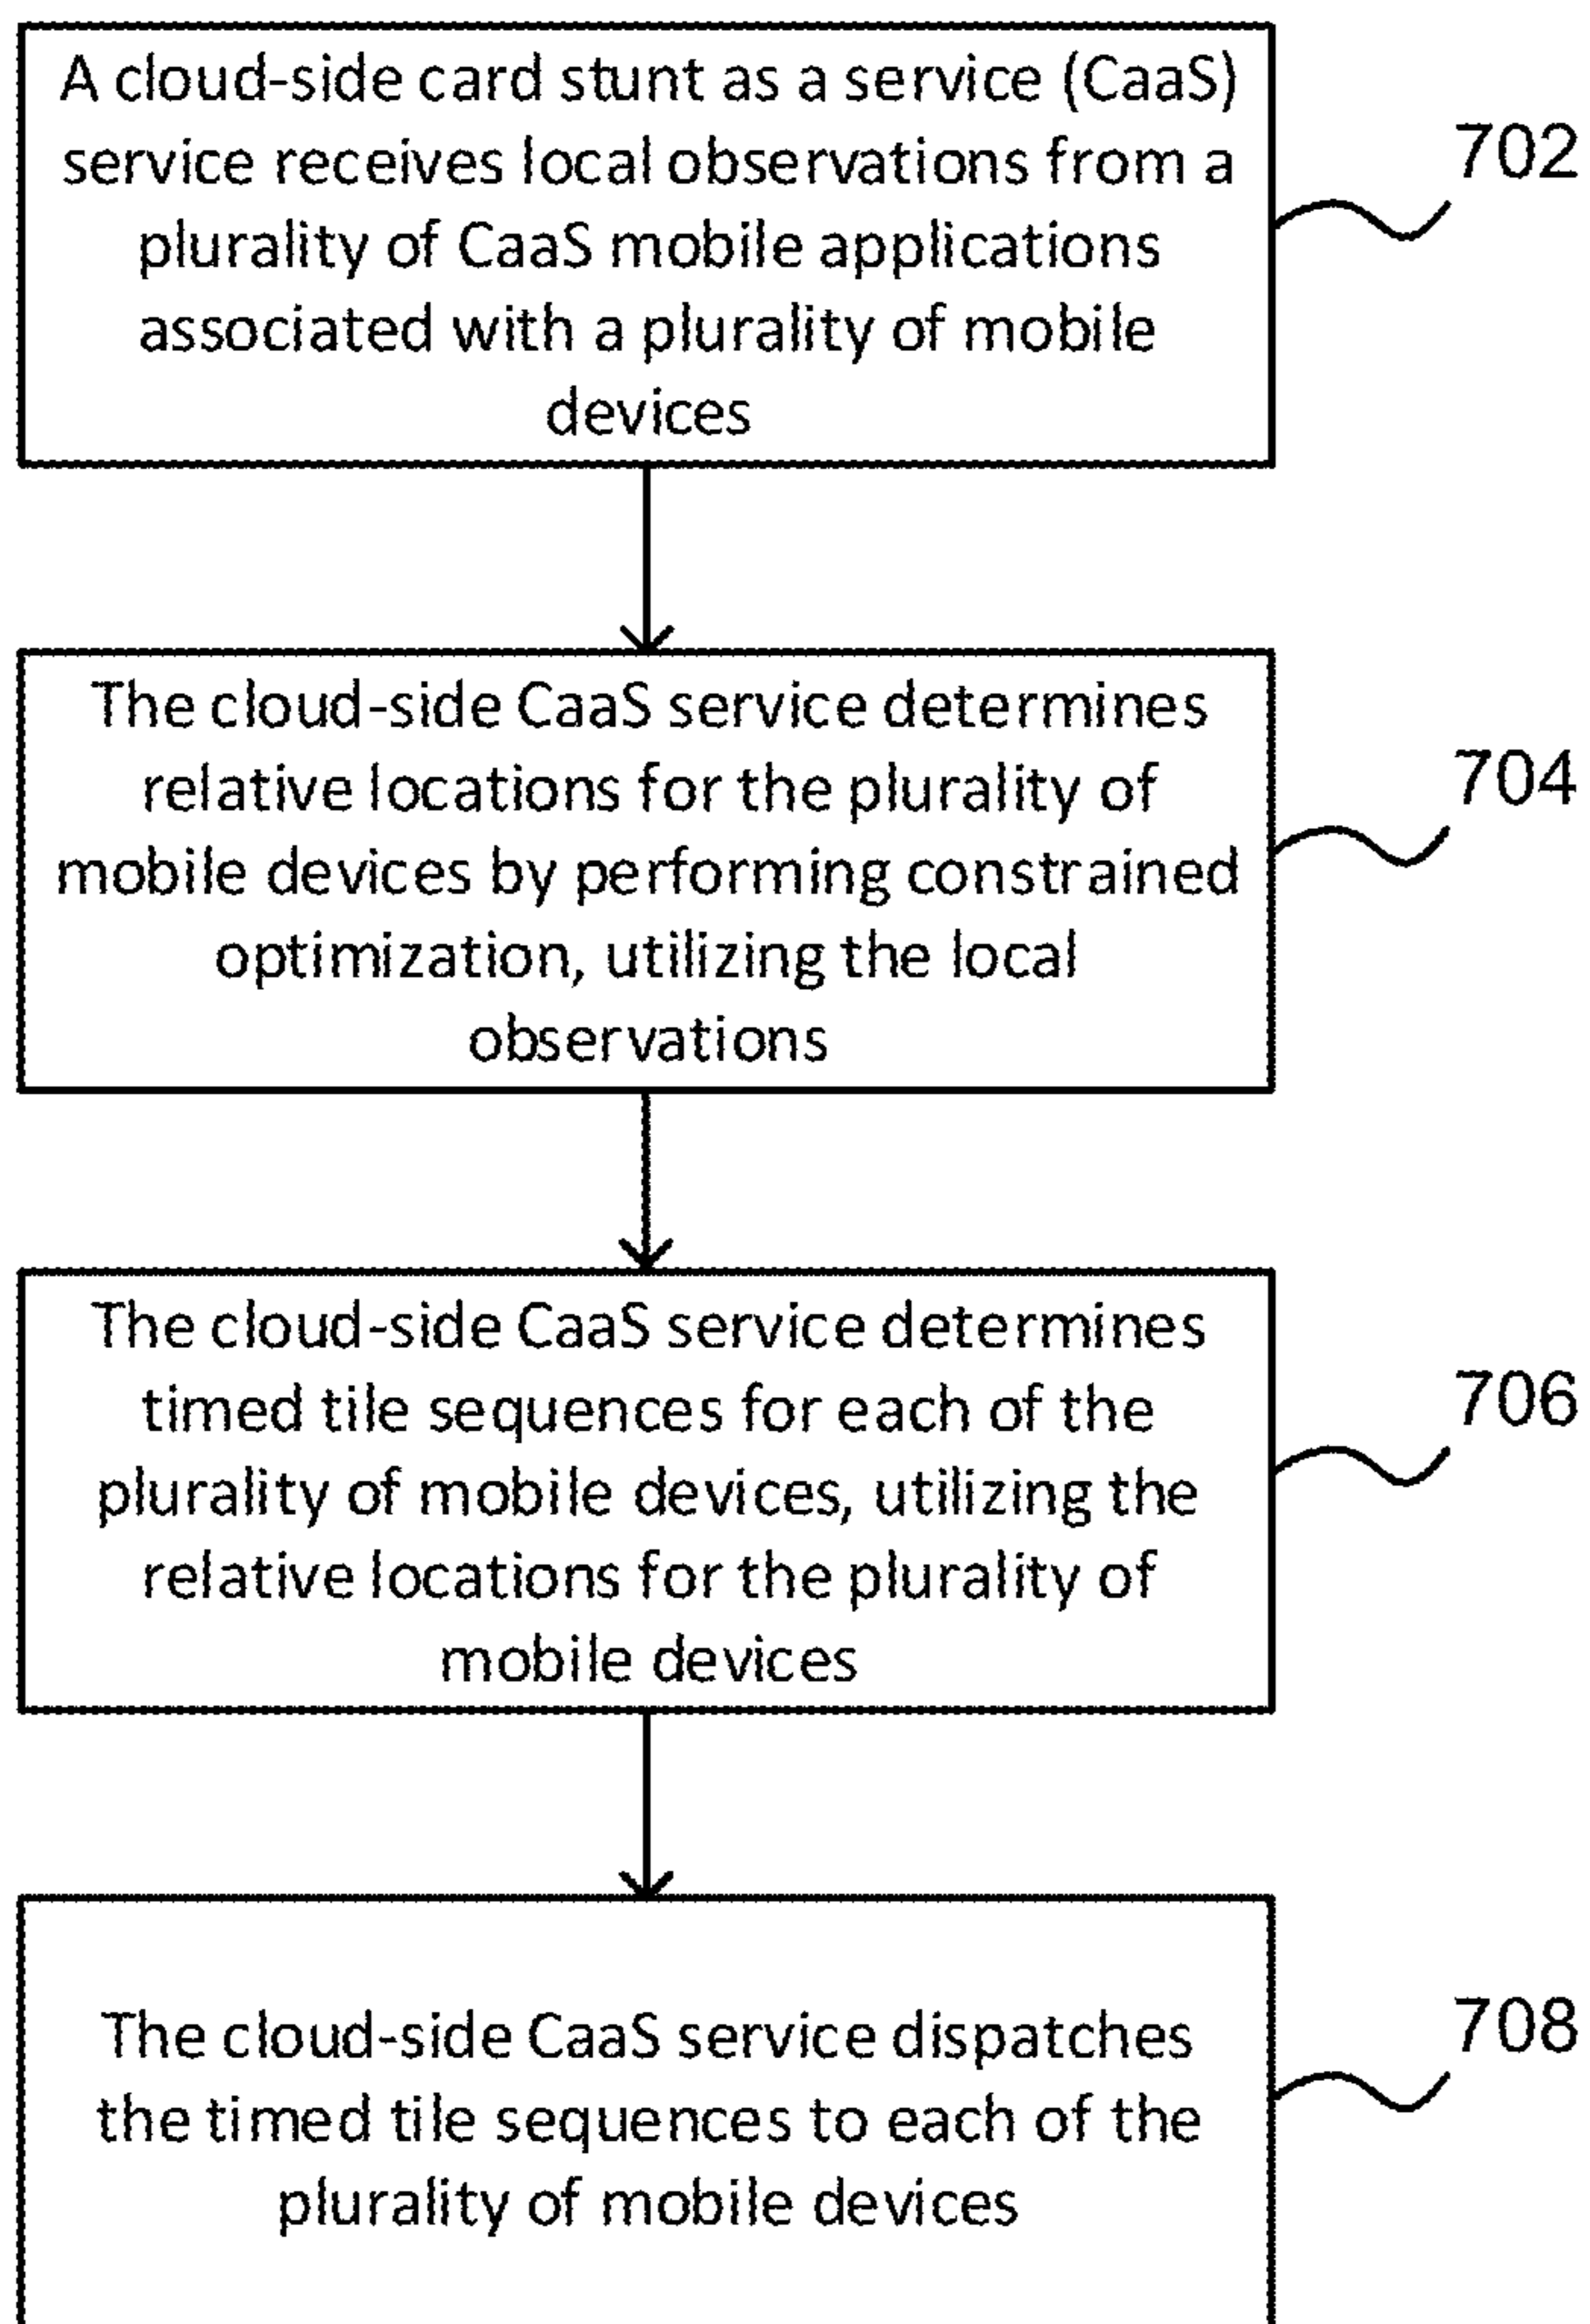 A cloud-side card stunt as a service (CaaS)
service receives local observations from a
plurality of CaaS mobile applications
associated with a plurality of mobile
devices
702
The cloud-side CaaS service determines
relative locations for the plurality of
mobile devices by performing constrained
optimization, utilizing the local
observations
704
The cloud-side CaaS service determines
timed tile sequences for each of the
plurality of mobile devices, utilizing the
relative locations for the plurality of
mobile devices
706
The cloud-side CaaS service dispatches
the timed tile sequences to each of the
plurality of mobile devices
708